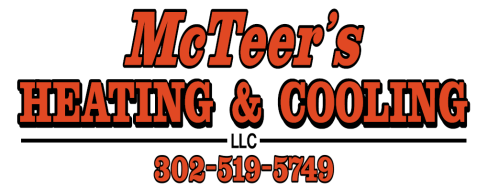 McTeer's
HEATING & COOLING
LLC
302-519-5749